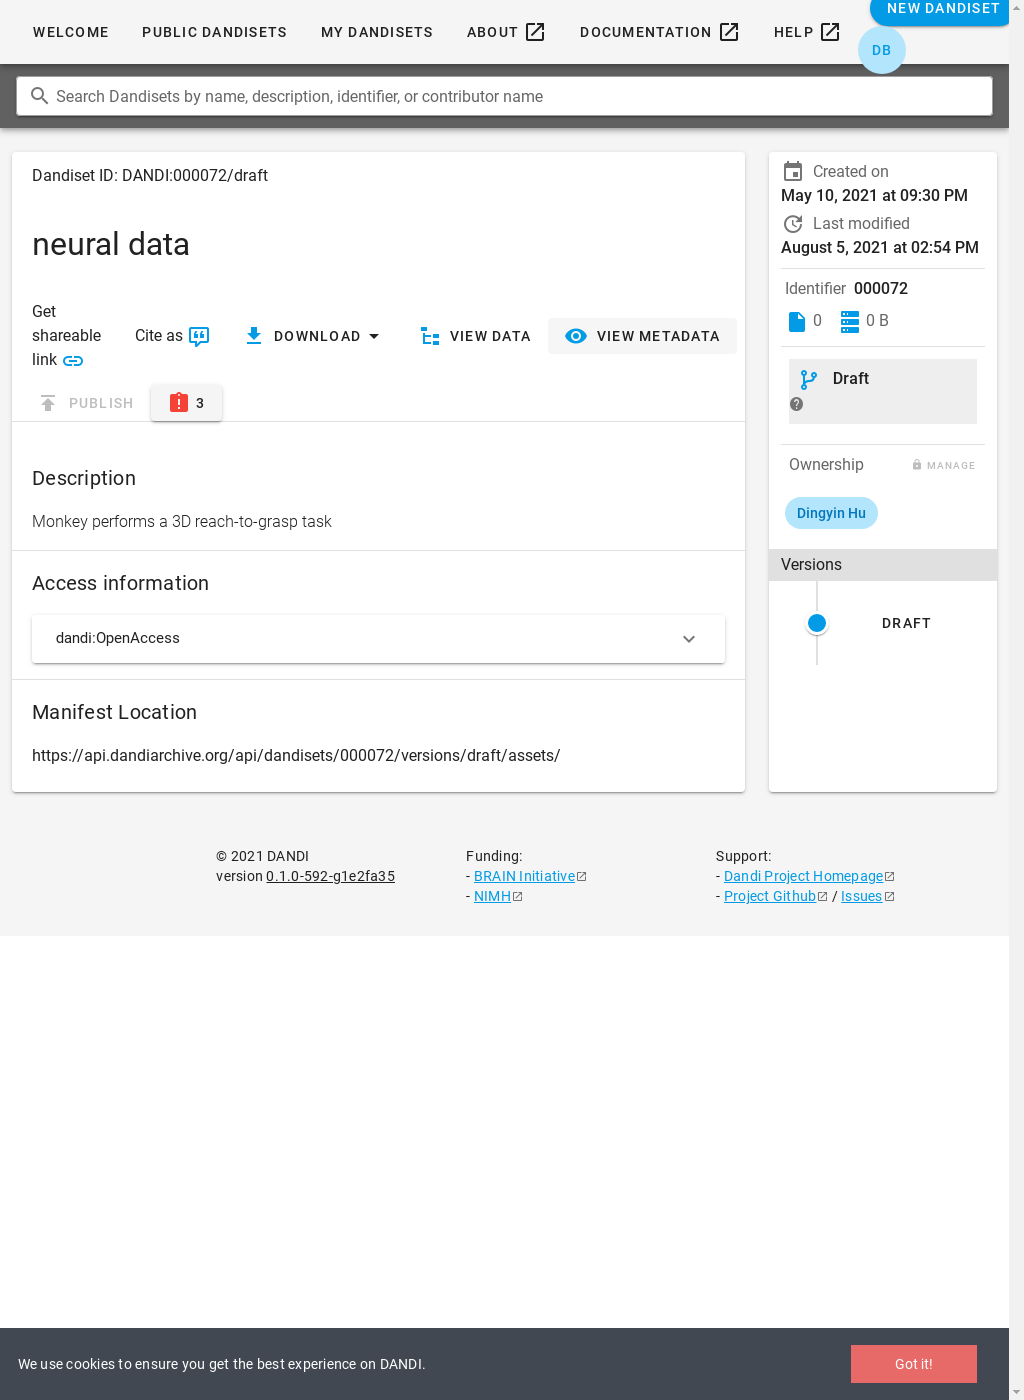 NEW DANDISET
WELCOME PUBLIC DANDISETS MY DANDISETS ABOUT DOCUMENTATION HELP
DB
Search Dandisets by name, description, identifier, or contributor name
Dandiset ID: DANDI:000072/draft
neural data
Get
shareable
link
Cite as
DOWNLOAD
VIEW DATA
VIEW METADATA
PUBLISH
3
Description
Monkey performs a 3D reach-to-grasp task
Access information
dandi:OpenAccess
Manifest Location
https://api.dandiarchive.org/api/dandisets/000072/versions/draft/assets/
Created on
May 10, 2021 at 09:30 PM
Last modified
August 5, 2021 at 02:54 PM
Identifier 000072
0 0 B
Draft
Ownership MANAGE
Dingyin Hu
Versions
DRAFT
© 2021 DANDI
version 0.1.0-592-g1e2fa35
Funding:
- BRAIN Initiative
- NIMH
Support:
- Dandi Project Homepage
- Project Github / Issues
We use cookies to ensure you get the best experience on DANDI.
Got it!